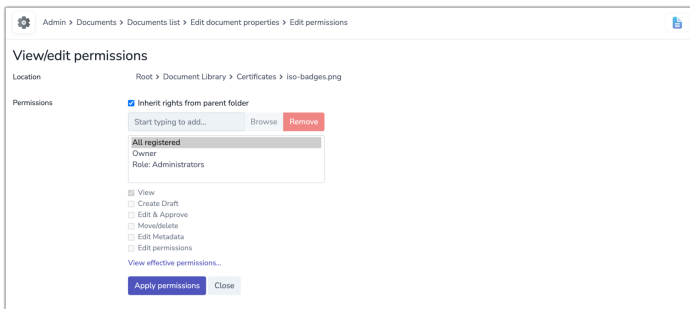 Admin > Documents > Documents list > Edit document properties > Edit permissions
View/edit permissions
Location Root > Document Library > Certificates > iso-badges.png
Permissions Inherit rights from parent folder
Start typing to add... Browse Remove
All registered
Owner
Role: Administrators
View
Create Draft
Edit & Approve
Move/delete
Edit Metadata
Edit permissions
View effective permissions...
Apply permissions Close